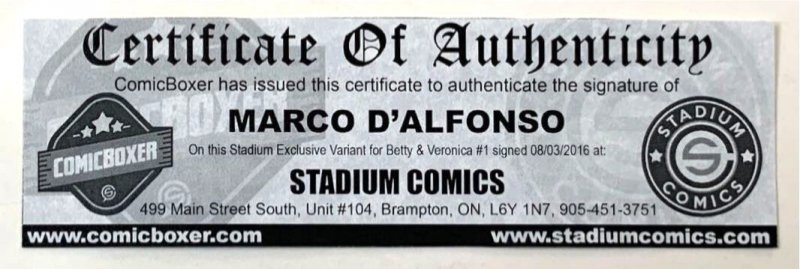 Certificate Of Authenticity
ComicBoxer has issued this certificate to authenticate the signature of
MARCO D'ALFONSO
On this Stadium Exclusive Variant for Betty & Veronica #1 signed 08/03/2016 at:
STADIUM COMICS
499 Main Street South, Unit #104, Brampton, ON, L6Y 1N7, 905-451-3751
www.comicboxer.com www.stadiumcomics.com
COMICBOXER
STADIUM
S
COMICS
COMICBOXER